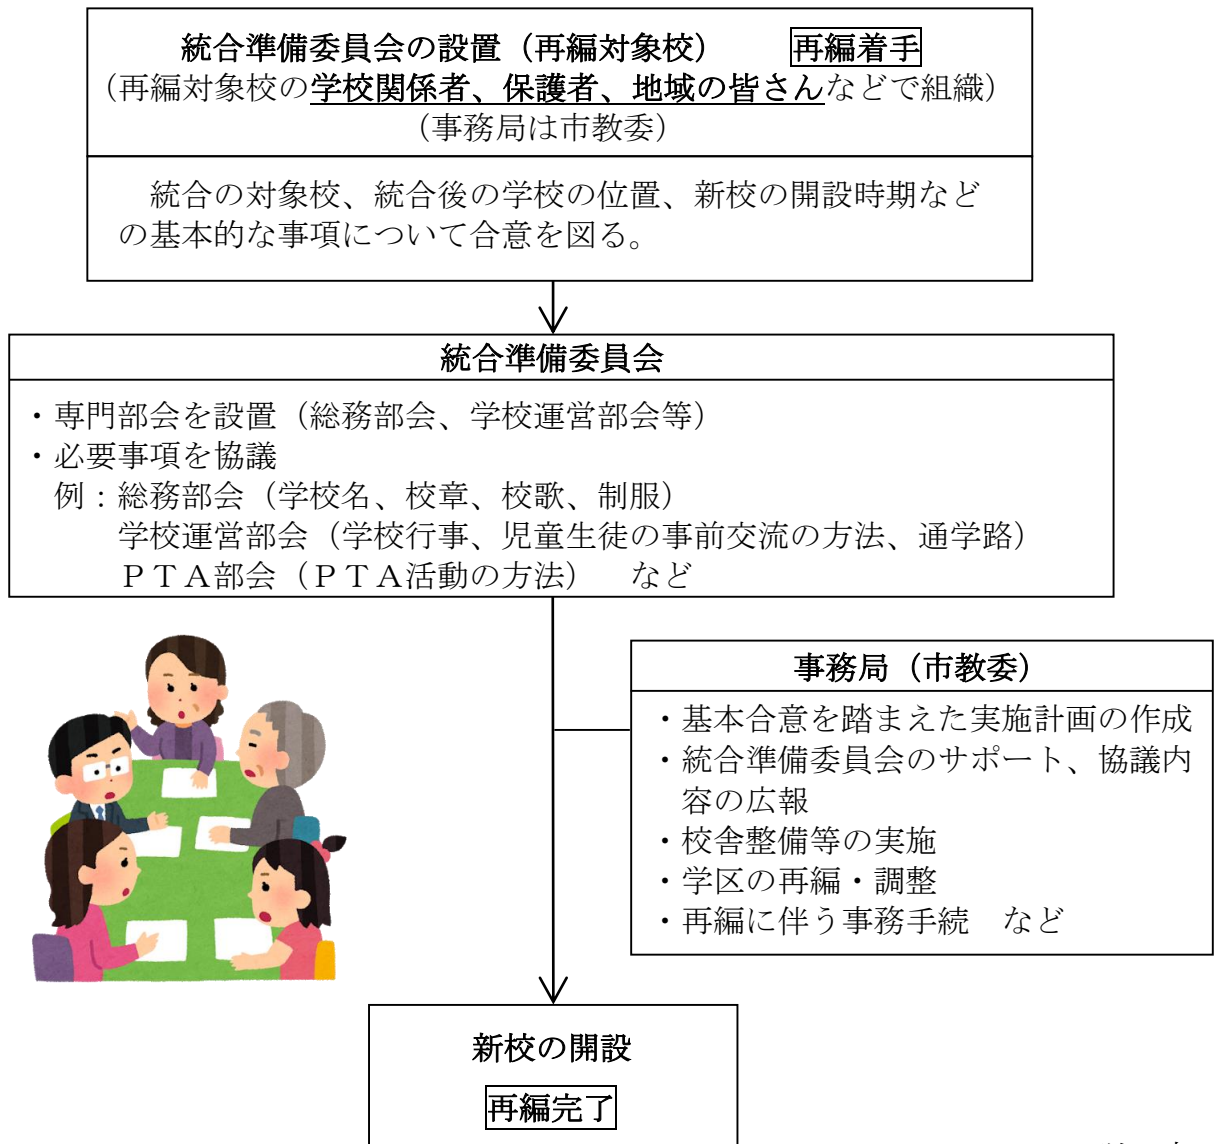 統合準備委員会の設置（再編対象校）　　再編着手
（再編対象校の学校関係者、保護者、地域の皆さんなどで組織）
（事務局は市教委）
統合の対象校、統合後の学校の位置、新校の開設時期など
の基本的な事項について合意を図る。
統合準備委員会
・専門部会を設置（総務部会、学校運営部会等）
・必要事項を協議
例：総務部会（学校名、校章、校歌、制服）
学校運営部会（学校行事、児童生徒の事前交流の方法、通学路）
ＰＴＡ部会（ＰＴＡ活動の方法）　など
事務局（市教委）
・基本合意を踏まえた実施計画の作成
・統合準備委員会のサポート、協議内
容の広報
・校舎整備等の実施
・学区の再編・調整
・再編に伴う事務手続　など
新校の開設
再編完了